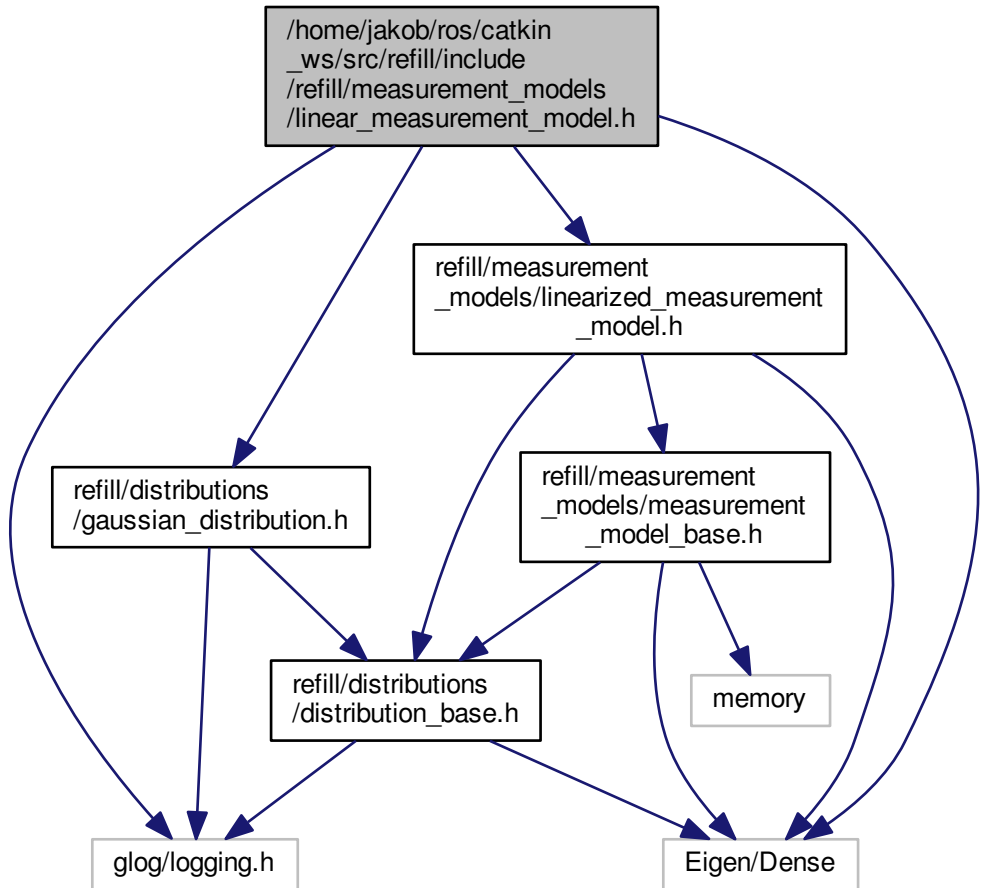 /home/jakob/ros/catkin
_ws/src/refill/include
/refill/measurement_models
/linear_measurement_model.h
refill/measurement
_models/linearized_measurement
_model.h
refill/distributions
/gaussian_distribution.h
refill/measurement
_models/measurement
_model_base.h
refill/distributions
/distribution_base.h
memory
glog/logging.h
Eigen/Dense